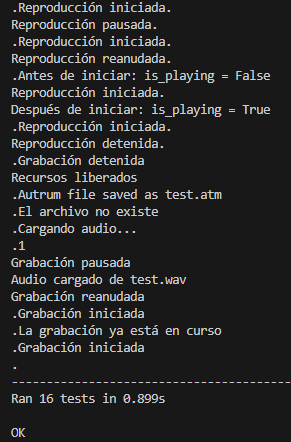 .Reproducción iniciada.
Reproducción pausada.
.Reproducción iniciada.
Reproducción reanudada.
.Antes de iniciar: is_playing = False
Reproducción iniciada.
Después de iniciar: is_playing = True
.Reproducción iniciada.
Reproducción detenida.
.Grabación detenida
Recursos liberados
.Autrum file saved as test.atm
.El archivo no existe
.Cargando audio...
.1
Grabación pausada
Audio cargado de test.wav
Grabación reanudada
.Grabación iniciada
.La grabación ya está en curso
.Grabación iniciada
.
----------------------------------------
Ran 16 tests in 0.899s
OK